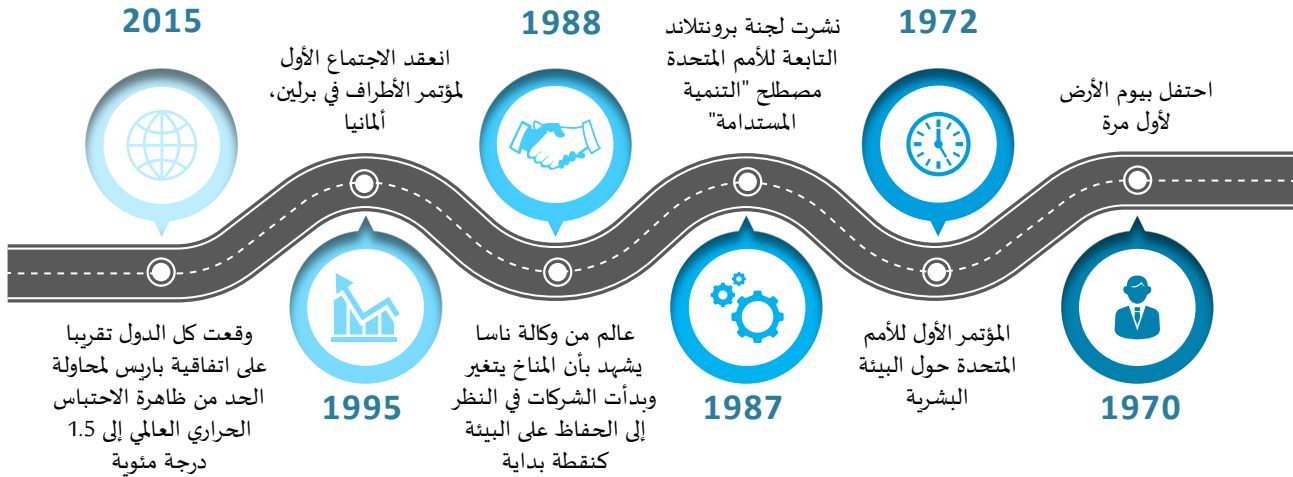 1970
احتفل بيوم الأرض
لأول مرة
1972
المؤتمر الأول للأمم
المتحدة حول البيئة
البشرية
1987
نشرت لجنة برونتلاند
التابعة للأمم المتحدة
مصطلح "التنمية
المستدامة"
1988
عالم من وكالة ناسا
يشهد بأن المناخ يتغير
وبدأت الشركات في النظر
إلى الحفاظ على البيئة
كنقطة بداية
1995
انعقد الاجتماع الأول
لمؤتمر الأطراف في برلين،
ألمانيا
2015
وقعت كل الدول تقريبا
على اتفاقية باريس لمحاولة
الحد من ظاهرة الاحتباس
الحراري العالمي إلى 1.5
درجة مئوية